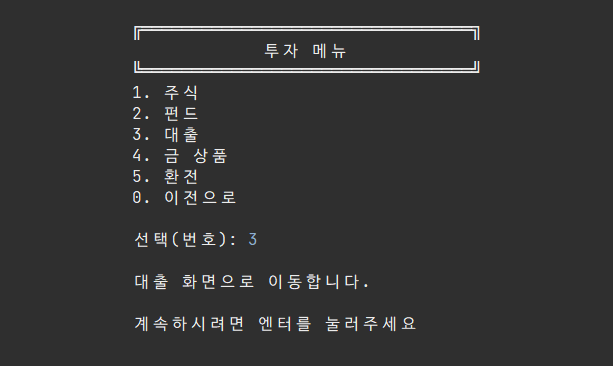 투자 메뉴
1. 주식
2. 펀드
3. 대출
4. 금 상품
5. 환전
0. 이전으로
선택(번호): 3
대출 화면으로 이동합니다.
계속하시려면 엔터를 눌러주세요